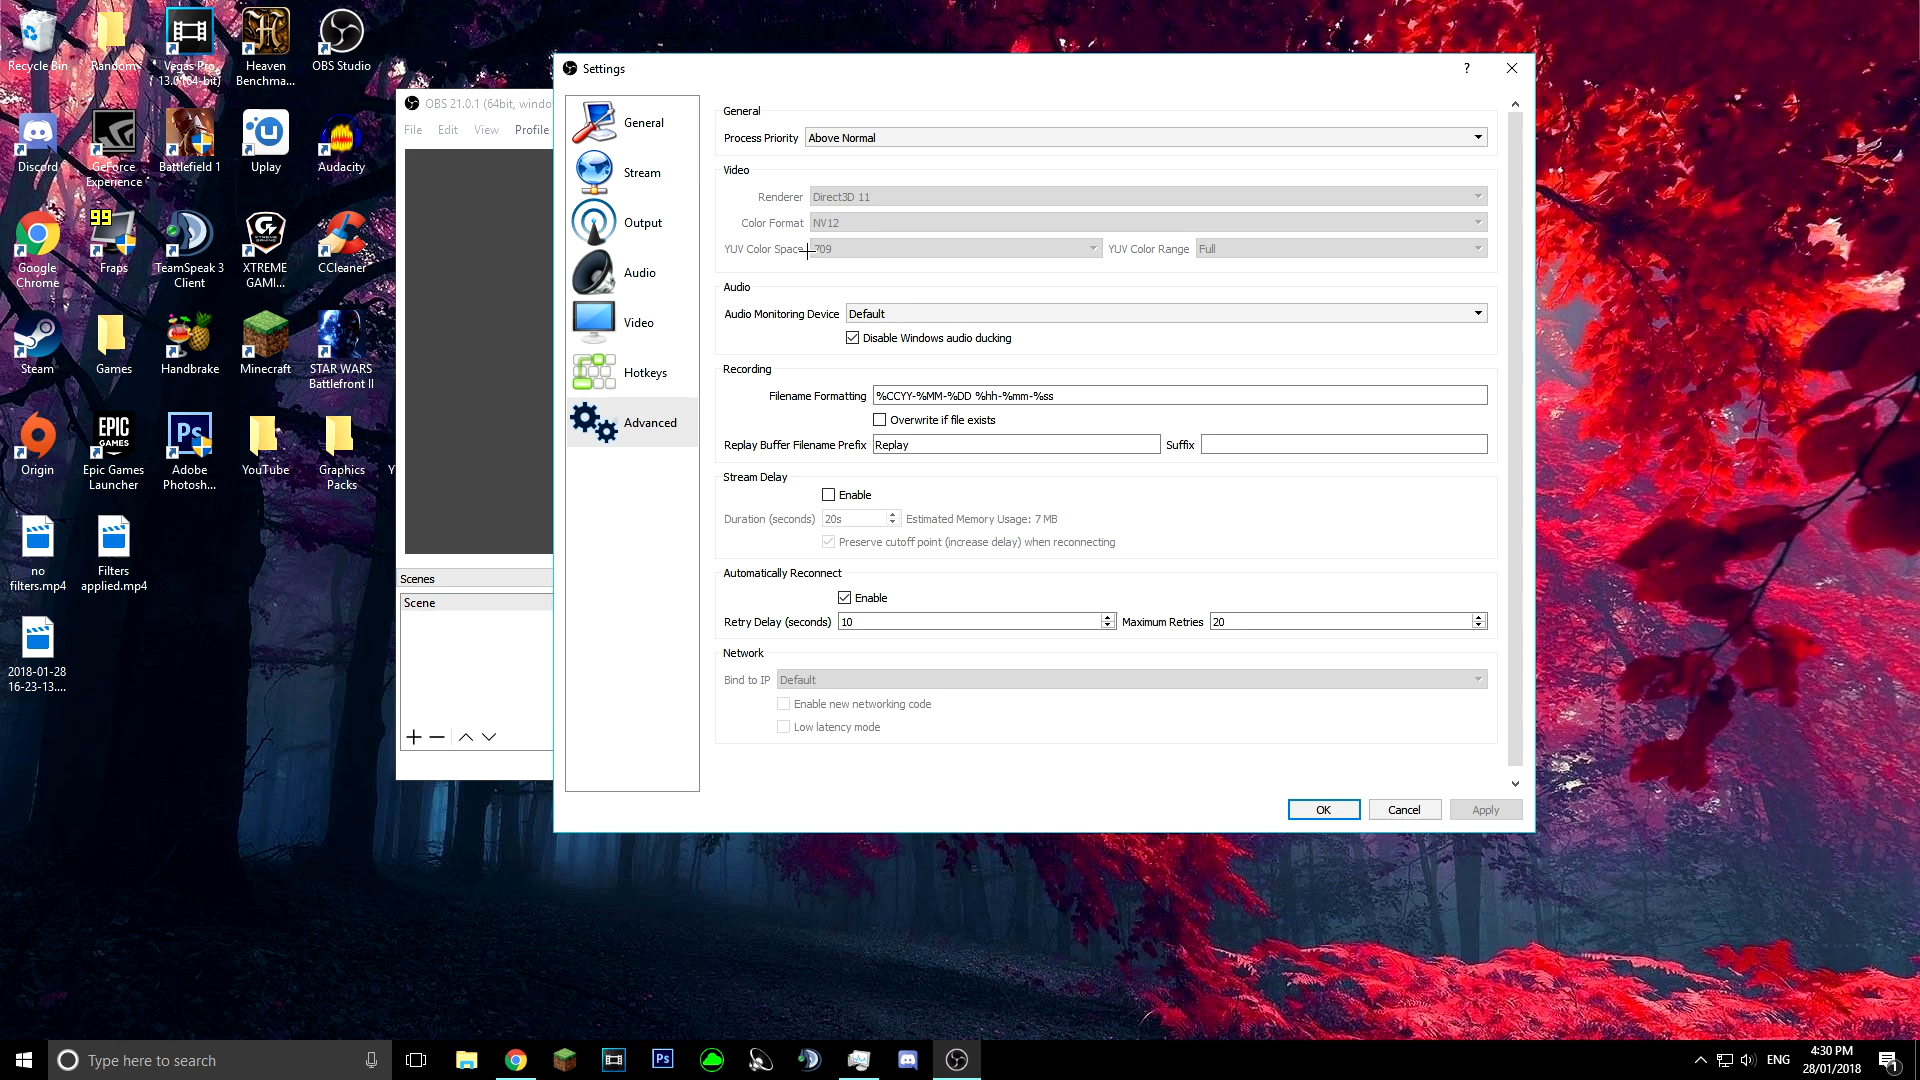 Recycle Bin
Random
Vegas Pro
13.0 (64-bit)
Heaven
Benchma...
OBS Studio
Discord
GeForce
Experience
Battlefield 1
Uplay
Audacity
Google
Chrome
99
Fraps
TeamSpeak 3
Client
XTREME
GAMI...
CCleaner
Steam
Games
Handbrake
Minecraft
STAR WARS
Battlefront II
Origin
EPIC
GAMES
Epic Games
Launcher
Ps
Adobe
Photosh...
YouTube
Graphics
Packs
Y
no
filters.mp4
Filters
applied.mp4
2018-01-28
16-23-13....
OBS 21.0.1 (64bit, windo
File Edit View Profile
Scenes
Scene
Settings
?
General
Stream
Output
Audio
Video
Hotkeys
Advanced
General
Process Priority Above Normal
Video
Renderer Direct3D 11
Color Format NV12
YUV Color Space 709 YUV Color Range Full
Audio
Audio Monitoring Device Default
Disable Windows audio ducking
Recording
Filename Formatting %CCYY-%MM-%DD %hh-%mm-%ss
Overwrite if file exists
Replay Buffer Filename Prefix Replay Suffix
Stream Delay
Enable
Duration (seconds) 20s Estimated Memory Usage: 7 MB
Preserve cutoff point (increase delay) when reconnecting
Automatically Reconnect
Enable
Retry Delay (seconds) 10 Maximum Retries 20
Network
Bind to IP Default
Enable new networking code
Low latency mode
OK Cancel Apply
Type here to search
Ps
ENG
4:30 PM
28/01/2018
1